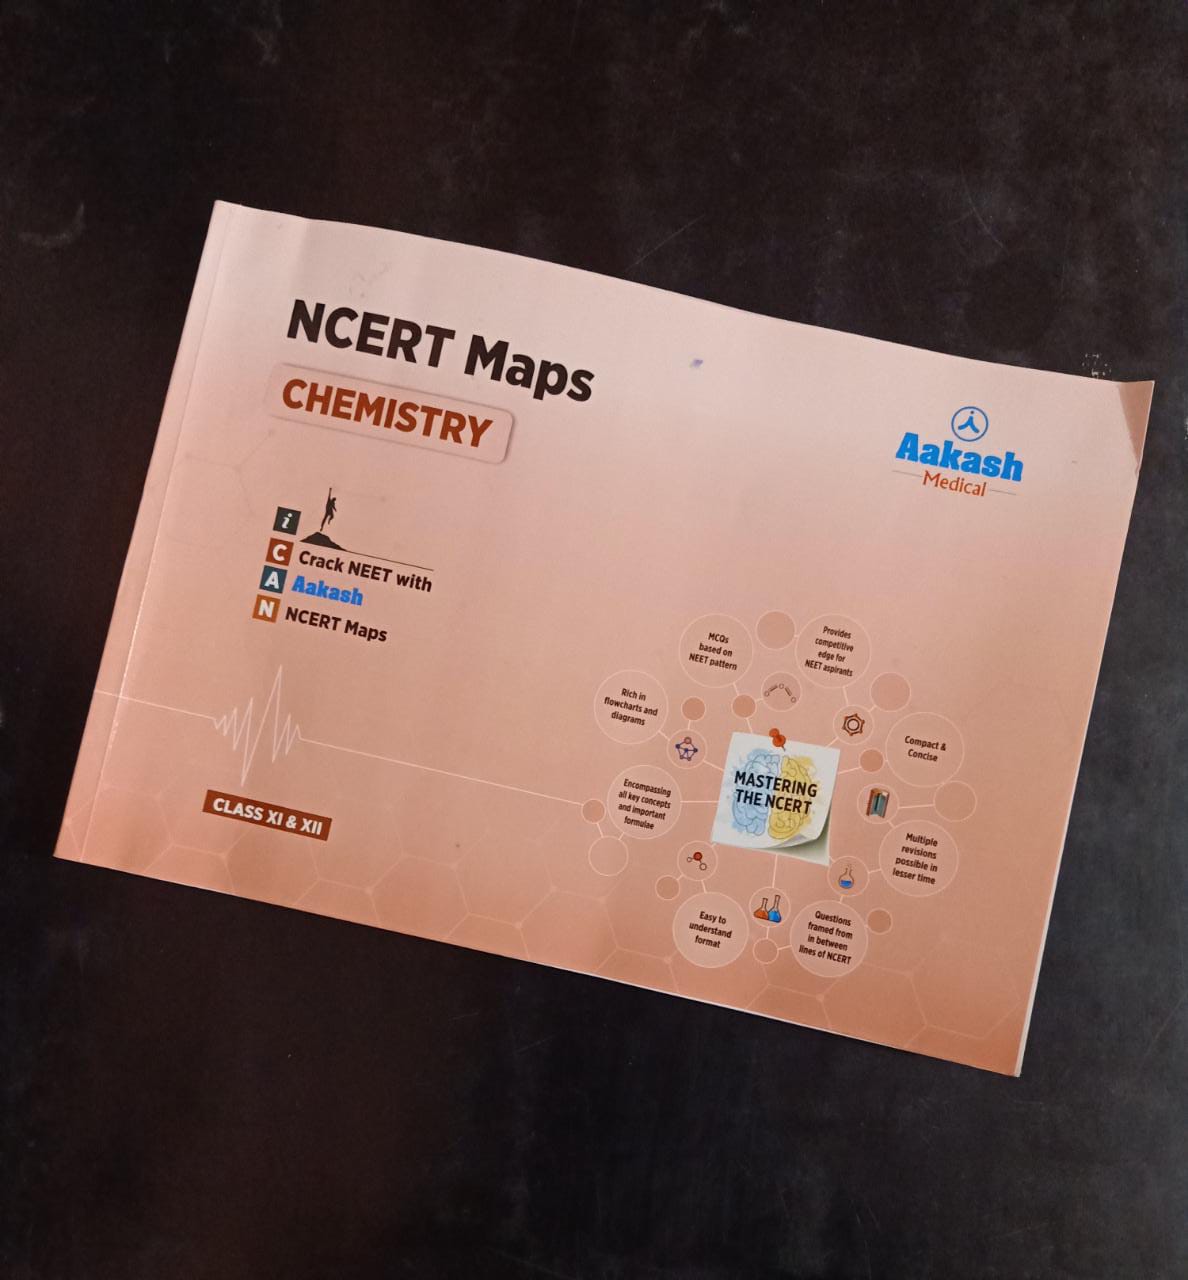 NCERT Maps
CHEMISTRY
Aakash
Medical
i
C Crack NEET with
A Aakash
N NCERT Maps
CLASS XI & XII
MASTERING
THE NCERT
MCQs
based on
NEET pattern
Provides
competitive
edge for
NEET aspirants
Compact &
Concise
Multiple
revisions
possible in
lesser time
Questions
framed from
in between
lines of NCERT
Easy to
understand
format
Encompassing
all key concepts
and important
formulae
Rich in
flowcharts and
diagrams